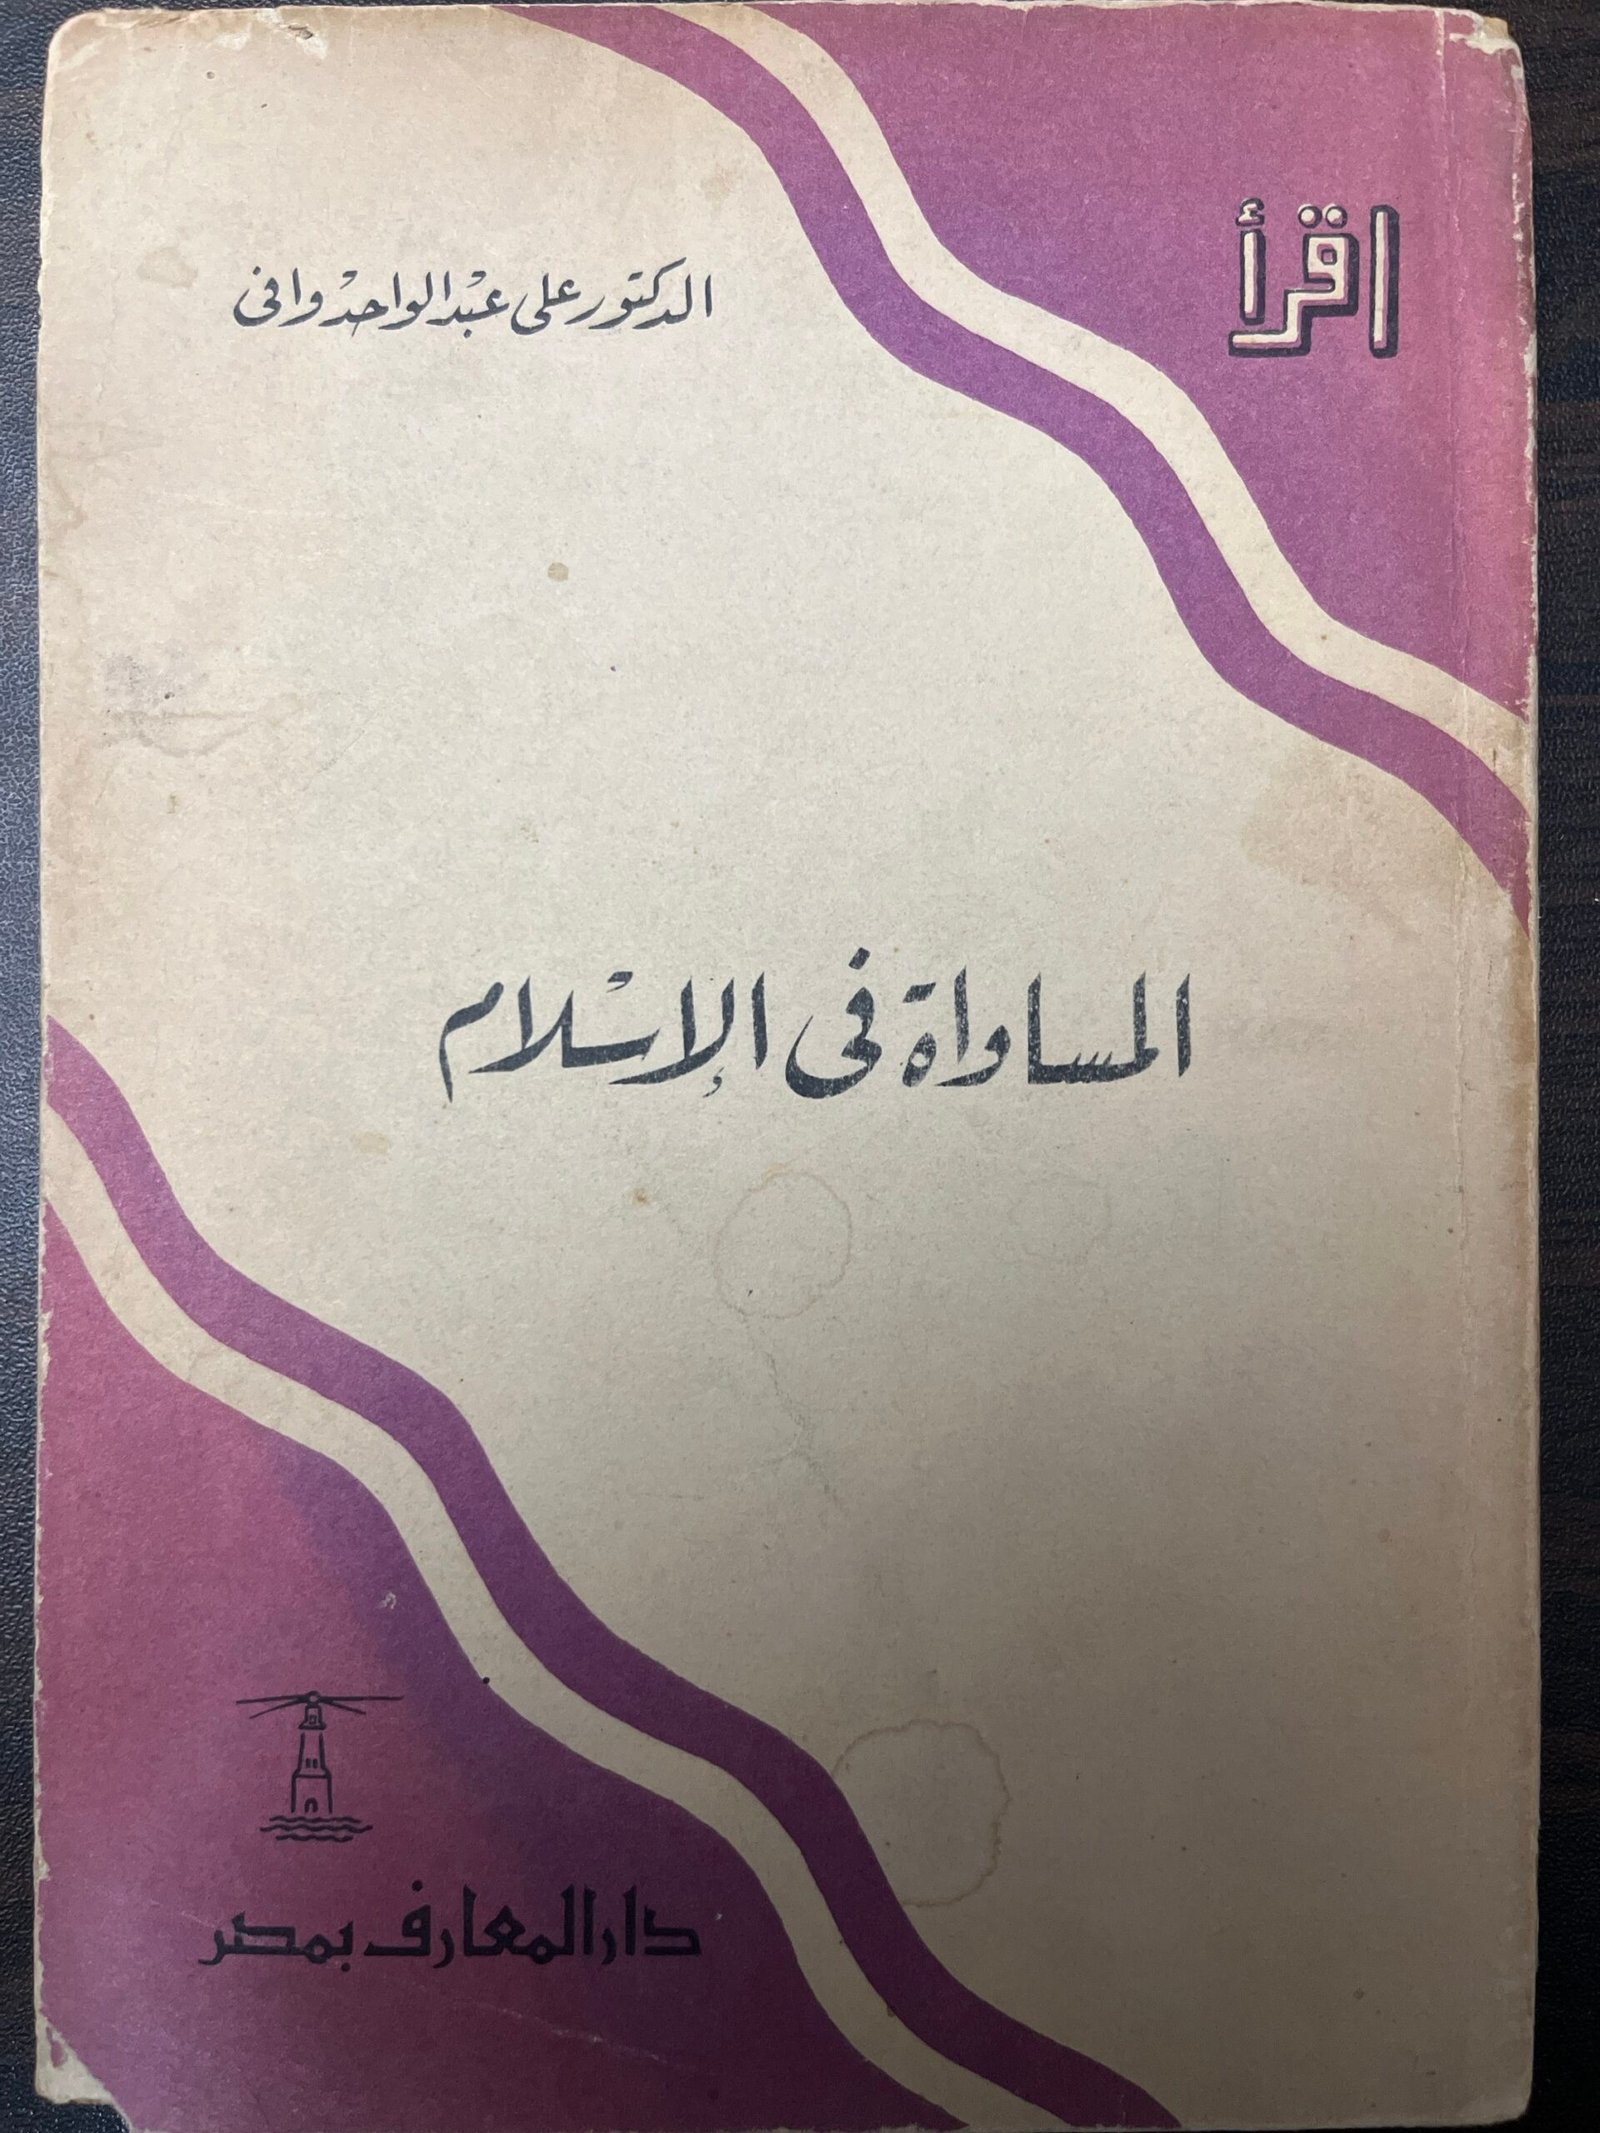 اقرأ
الدكتور على عبد الواحد وافى
المساواة فى الإسلام
دار المعارف بمصر